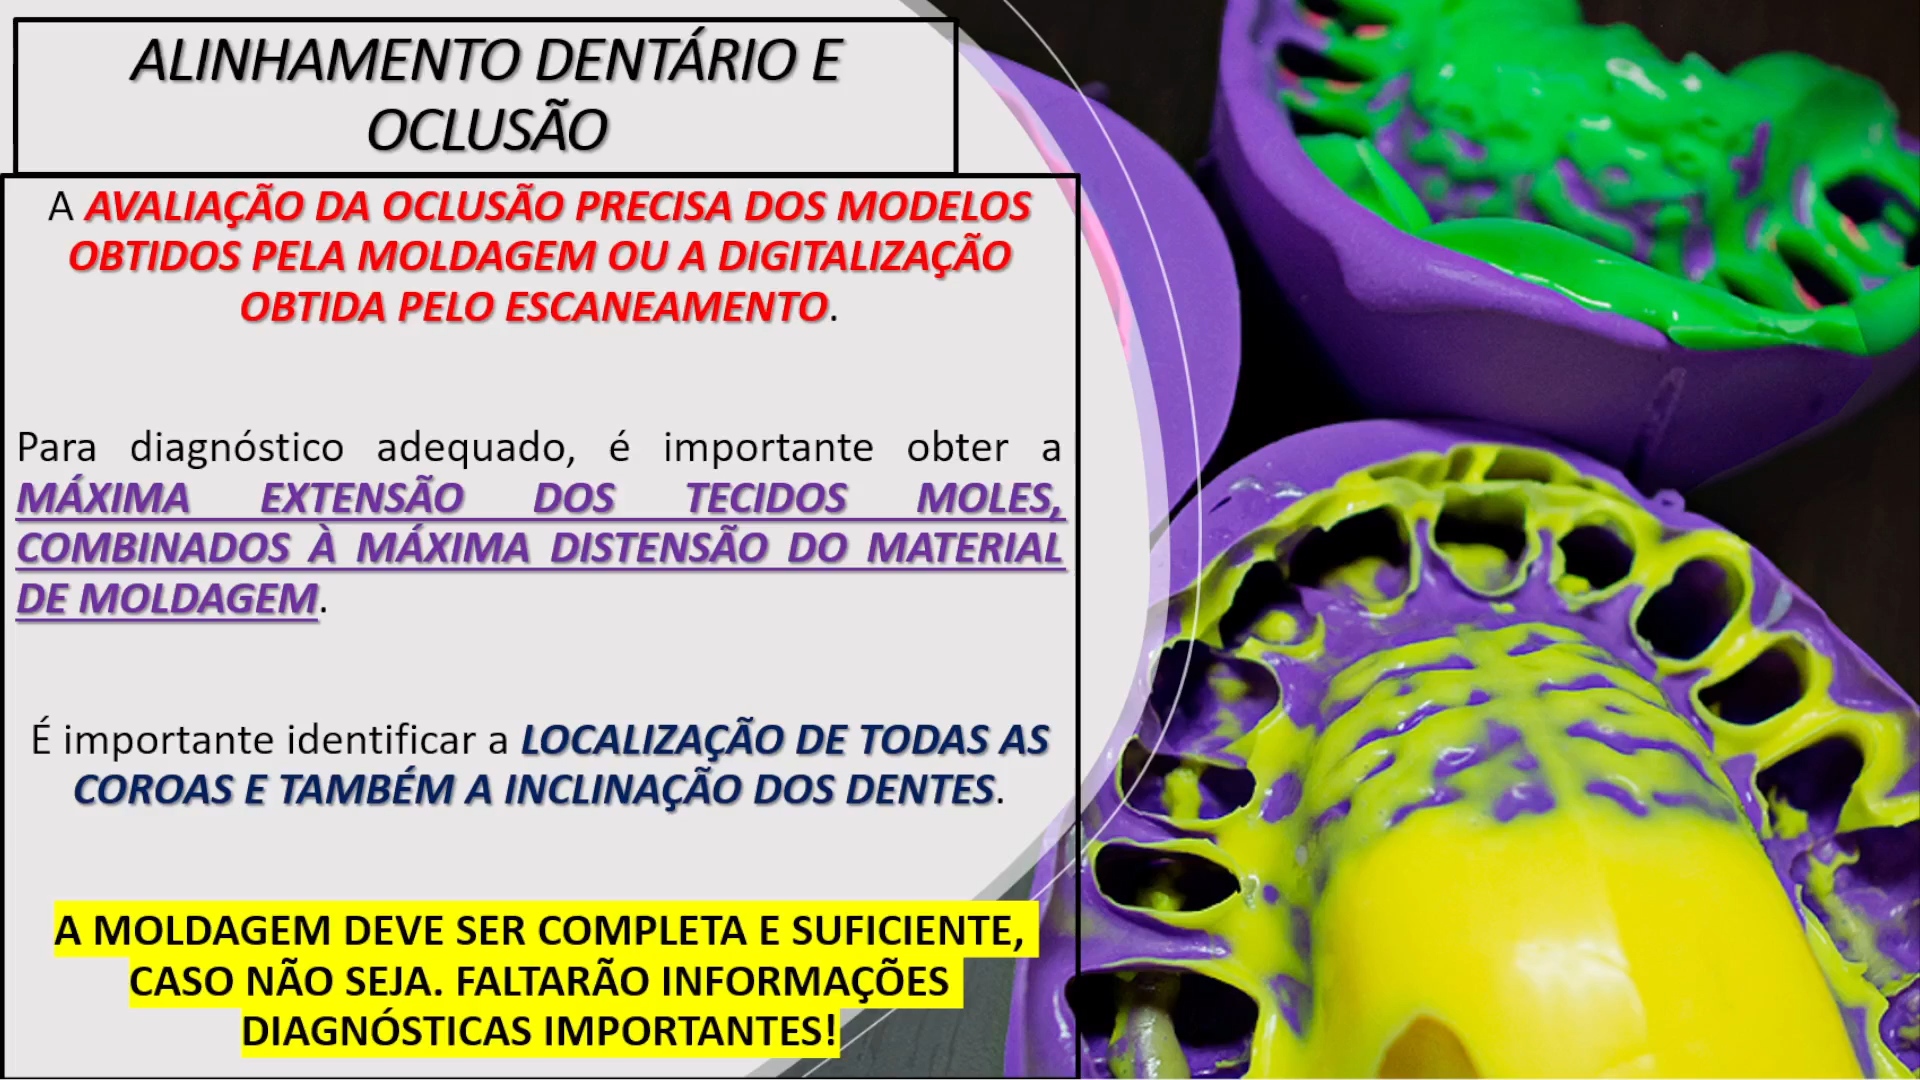 ALINHAMENTO DENTÁRIO E
OCLUSÃO
A AVALIAÇÃO DA OCLUSÃO PRECISA DOS MODELOS
OBTIDOS PELA MOLDAGEM OU A DIGITALIZAÇÃO
OBTIDA PELO ESCANEAMENTO.
Para diagnóstico adequado, é importante obter a
MÁXIMA EXTENSÃO DOS TECIDOS MOLES,
COMBINADOS À MÁXIMA DISTENSÃO DO MATERIAL
DE MOLDAGEM.
É importante identificar a LOCALIZAÇÃO DE TODAS AS
COROAS E TAMBÉM A INCLINAÇÃO DOS DENTES.
A MOLDAGEM DEVE SER COMPLETA E SUFICIENTE,
CASO NÃO SEJA. FALTARÃO INFORMAÇÕES
DIAGNÓSTICAS IMPORTANTES!